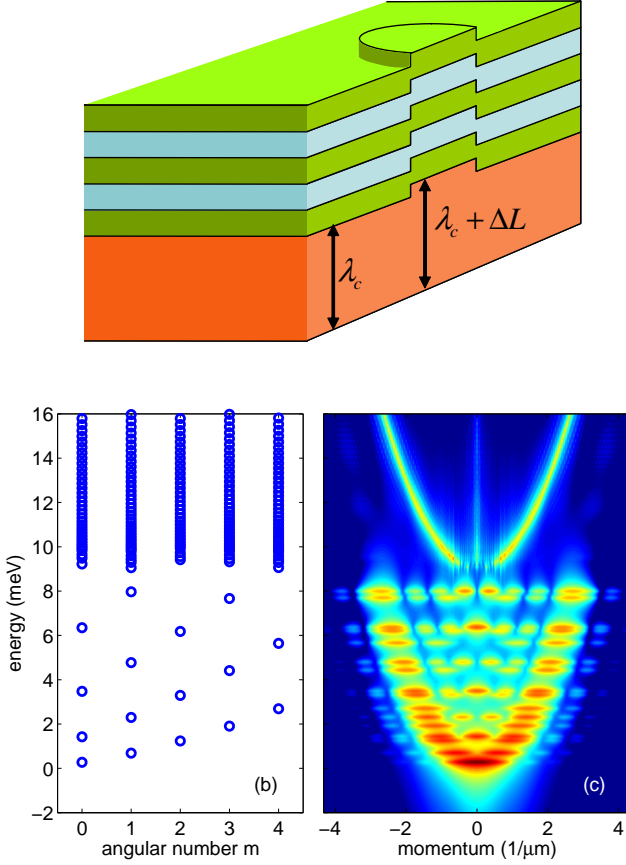 λc + ΔL
λc
16
14
12
10
8
6
4
2
0
−2
energy (meV)
0 1 2 3 4
angular number m
(b)
−4 −2 0 2 4
momentum (1/μm)
(c)